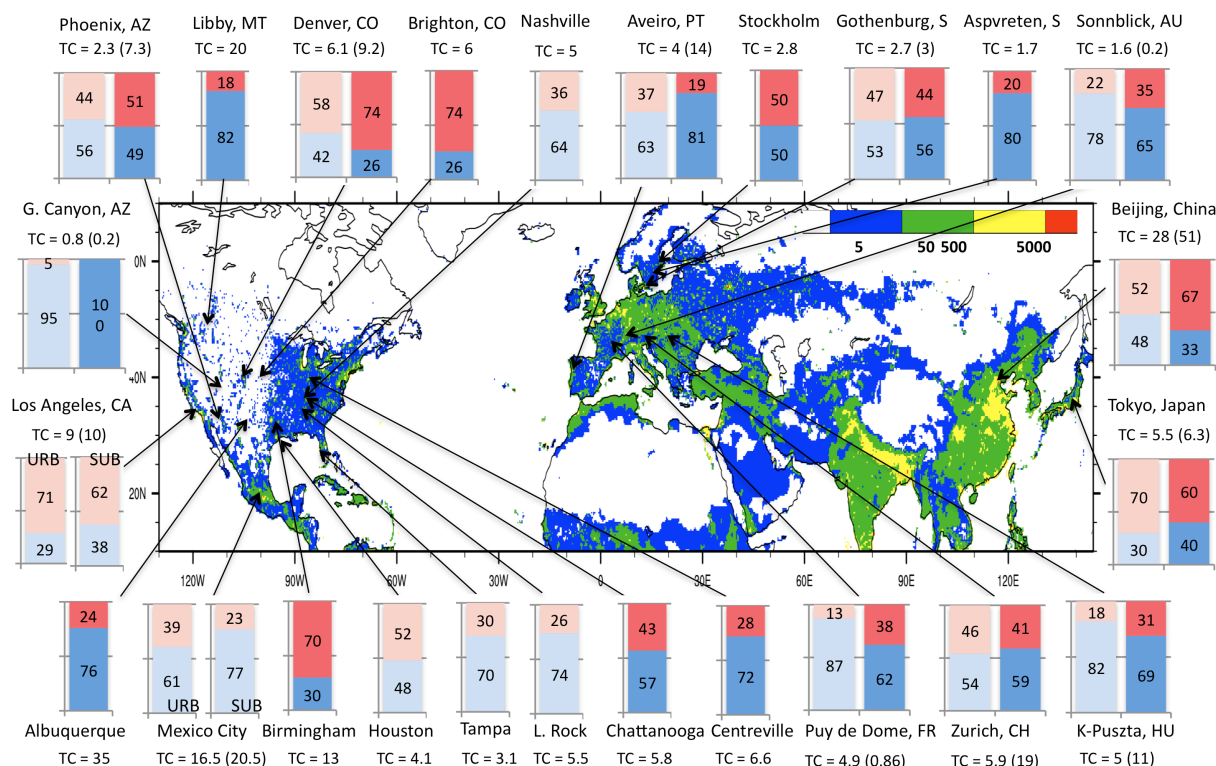 Phoenix, AZ Libby, MT Denver, CO Brighton, CO Nashville Aveiro, PT Stockholm Gothenburg, S Aspvreten, S Sonnblick, AU
TC = 2.3 (7.3) TC = 20 TC = 6.1 (9.2) TC = 6 TC = 5 TC = 4 (14) TC = 2.8 TC = 2.7 (3) TC = 1.7 TC = 1.6 (0.2)
44 51 18 58 74 74 36 37 19 50 47 44 20 22 35
56 49 82 42 26 26 64 63 81 50 53 56 80 78 65
G. Canyon, AZ
TC = 0.8 (0.2)
5 10
95 0
Beijing, China
TC = 28 (51)
52 67
48 33
5 50 500 5000
0N
40N
20N
120W 90W 60W 30W 0 30E 60E 90E 120E
Los Angeles, CA
TC = 9 (10)
URB SUB
71 62
29 38
Tokyo, Japan
TC = 5.5 (6.3)
70 60
30 40
24 39 23 70 52 30 26 43 28 13 38 46 41 18 31
76 61 77 30 48 70 74 57 72 87 62 54 59 82 69
URB SUB
Albuquerque Mexico City Birmingham Houston Tampa L. Rock Chattanooga Centreville Puy de Dome, FR Zurich, CH K-Puszta, HU
TC = 35 TC = 16.5 (20.5) TC = 13 TC = 4.1 TC = 3.1 TC = 5.5 TC = 5.8 TC = 6.6 TC = 4.9 (0.86) TC = 5.9 (19) TC = 5 (11)